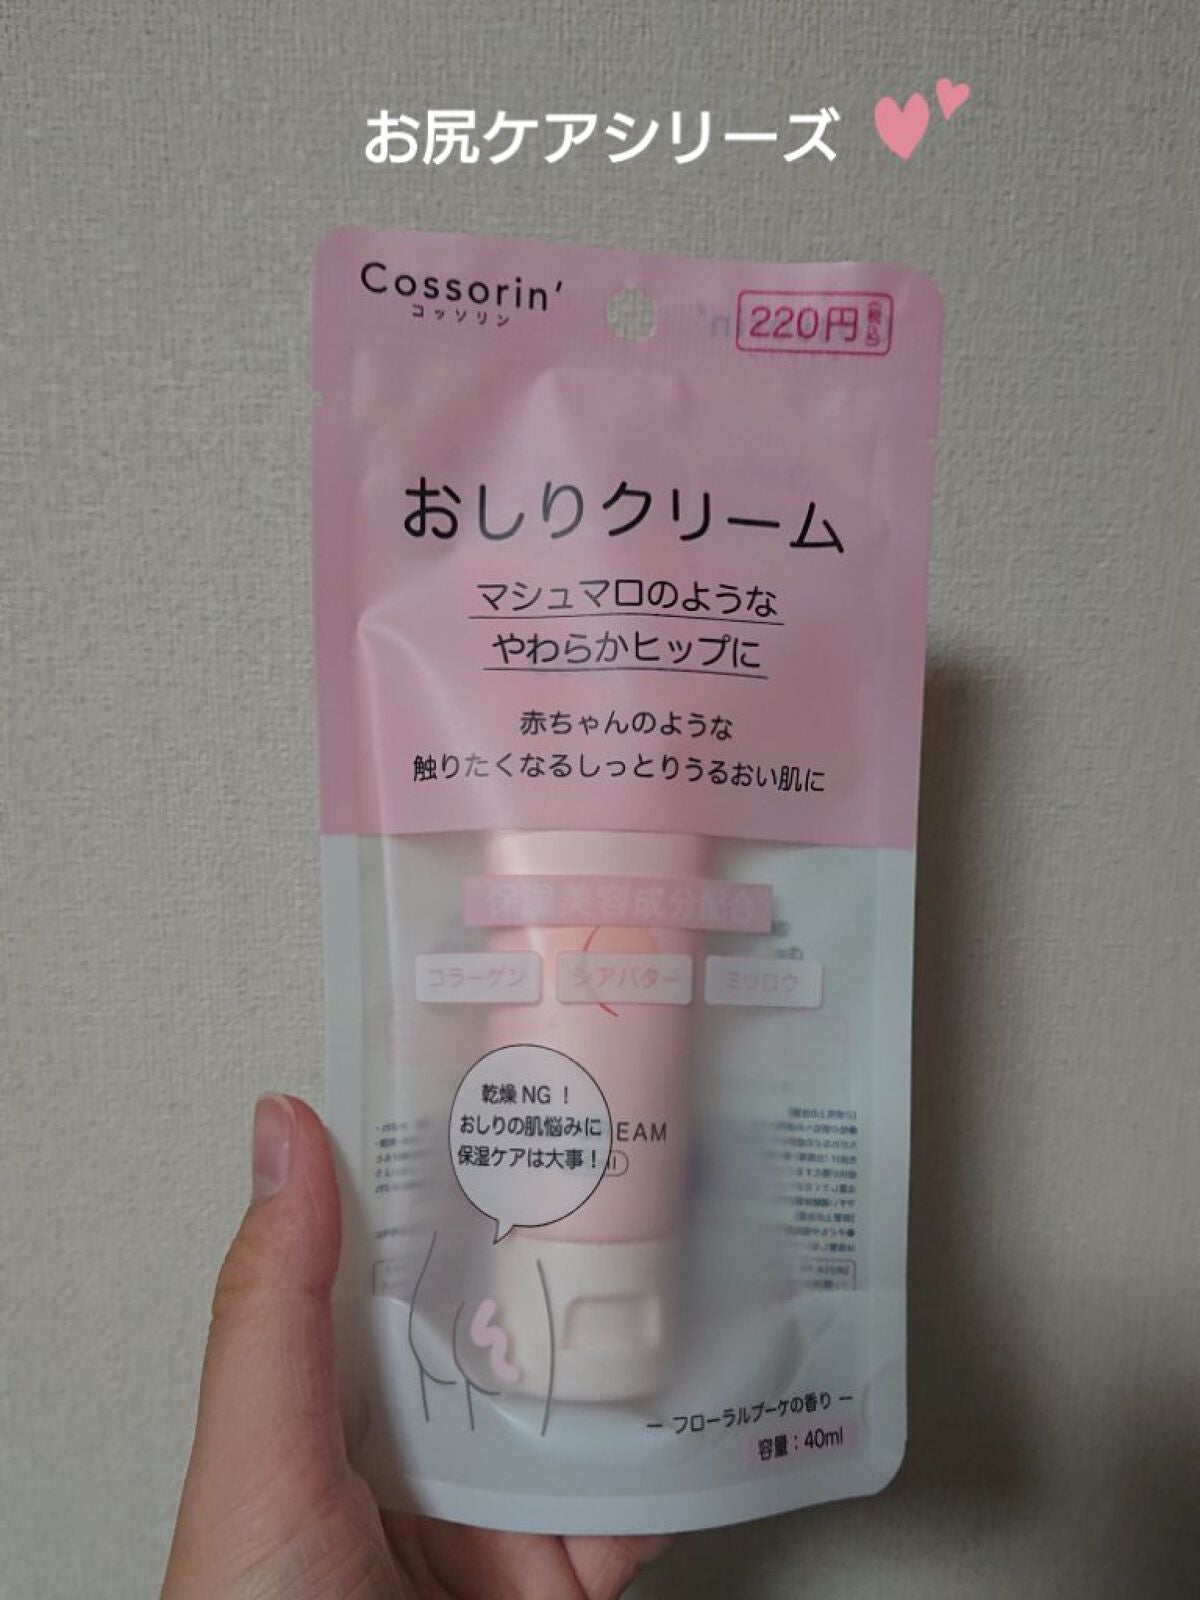 お尻ケアシリーズ
Cossorin'
コッソリン
220円(税込)
おしりクリーム
マシュマロのような
やわらかヒップに
赤ちゃんのような
触りたくなるしっとりうるおい肌に
保湿美容成分配合
コラーゲン シアバター ミツロウ
乾燥NG！
おしりの肌悩みに
保湿ケアは大事！
EAM
ー フローラルブーケの香り ー
容量：40ml